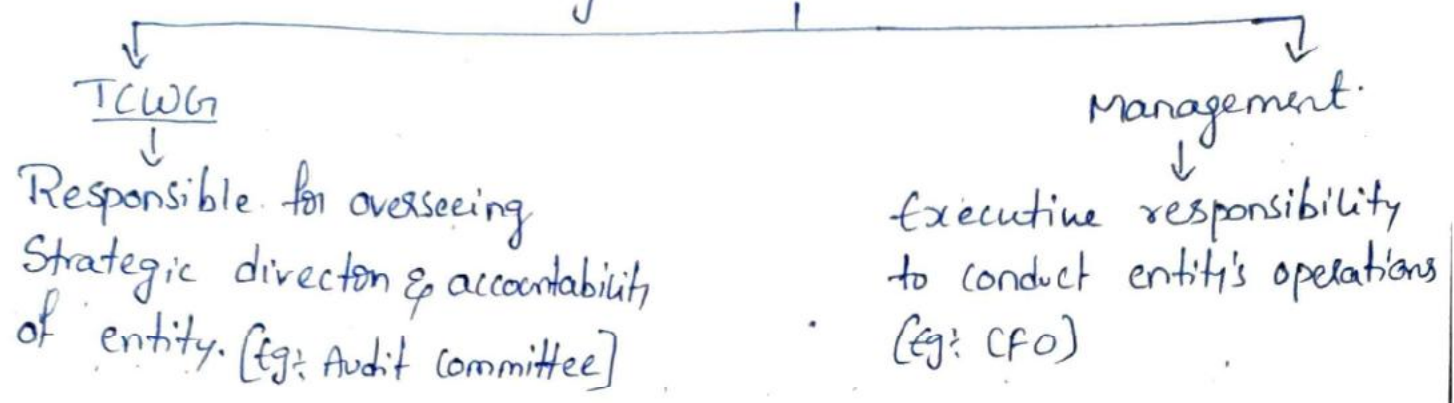 TCWG
Responsible for overseeing
Strategic directon & accountability
of entity. [Eg: Audit Committee]
Management.
Executive responsibility
to conduct entity's operations
(Eg: CFO)